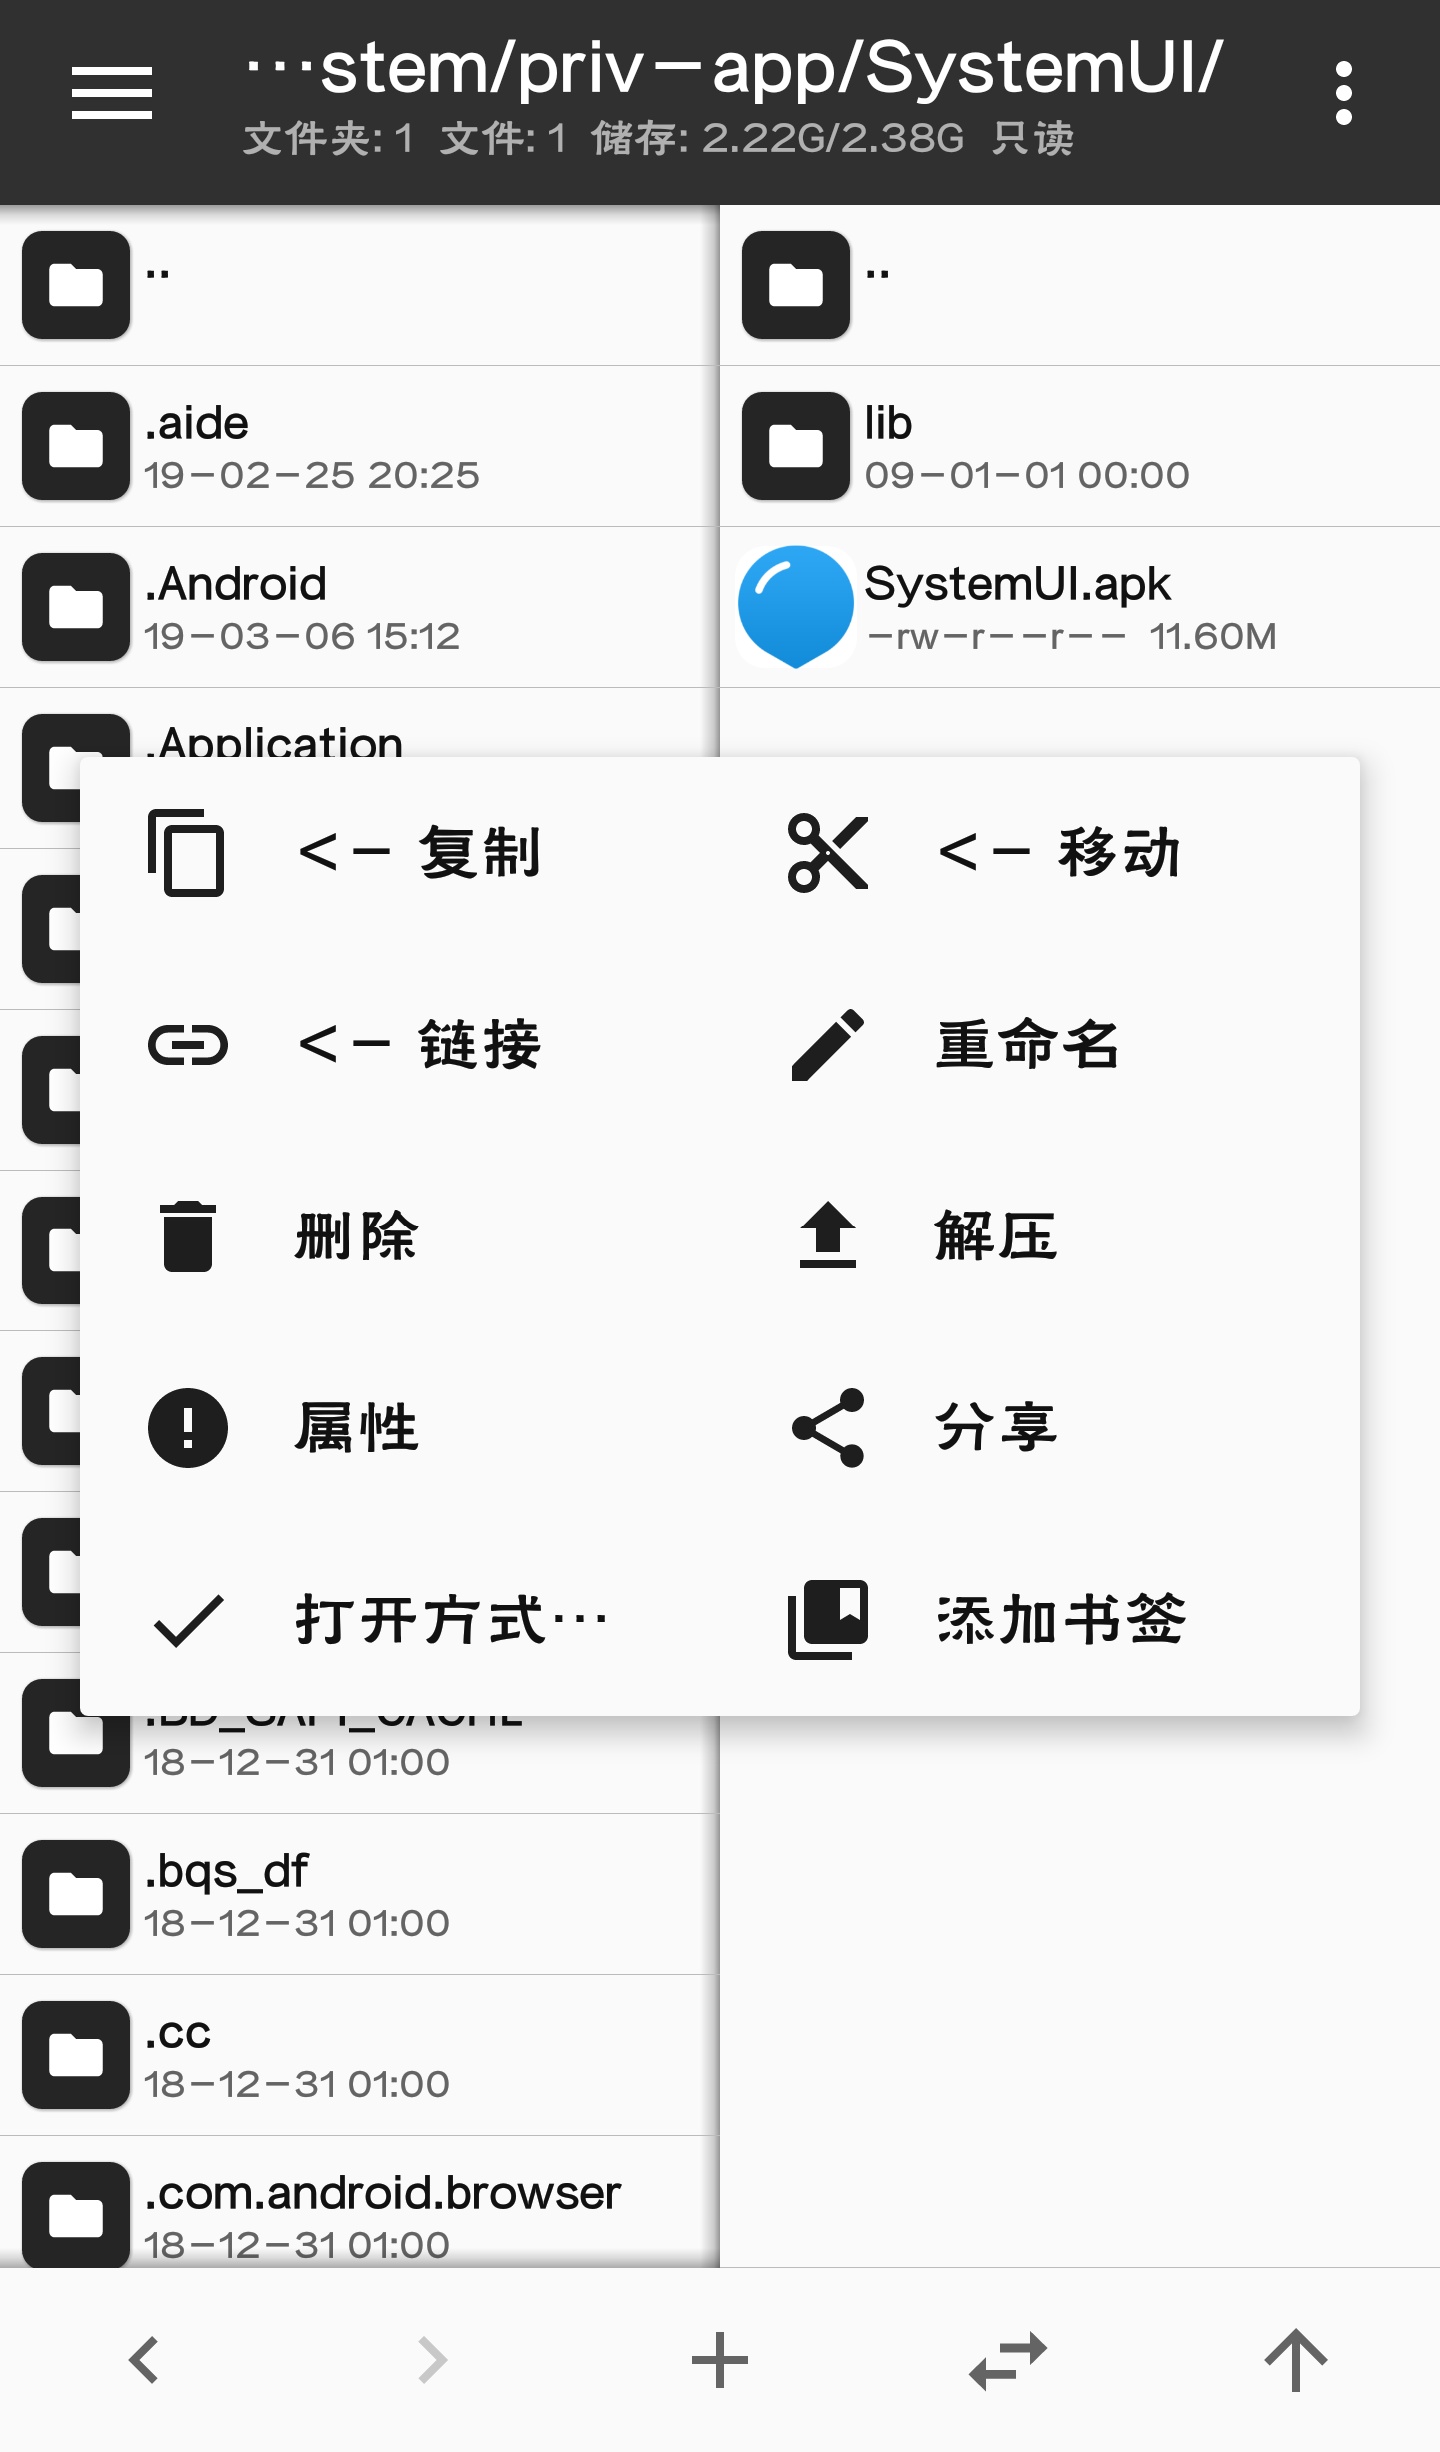 …stem/priv-app/SystemUI/
文件夹: 1 文件: 1 储存: 2.22G/2.38G 只读
..
.aide
19-02-25 20:25
.Android
19-03-06 15:12
.Application
..
lib
09-01-01 00:00
SystemUI.apk
-rw-r--r-- 11.60M
<- 复制
<- 移动
<- 链接
重命名
删除
解压
属性
分享
打开方式…
添加书签
18-12-31 01:00
.bqs_df
18-12-31 01:00
.cc
18-12-31 01:00
.com.android.browser
18-12-31 01:00